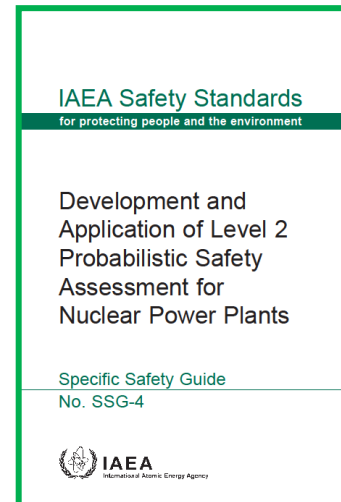 IAEA Safety Standards
for protecting people and the environment
Development and
Application of Level 2
Probabilistic Safety
Assessment for
Nuclear Power Plants
Specific Safety Guide
No. SSG-4
IAEA
International Atomic Energy Agency